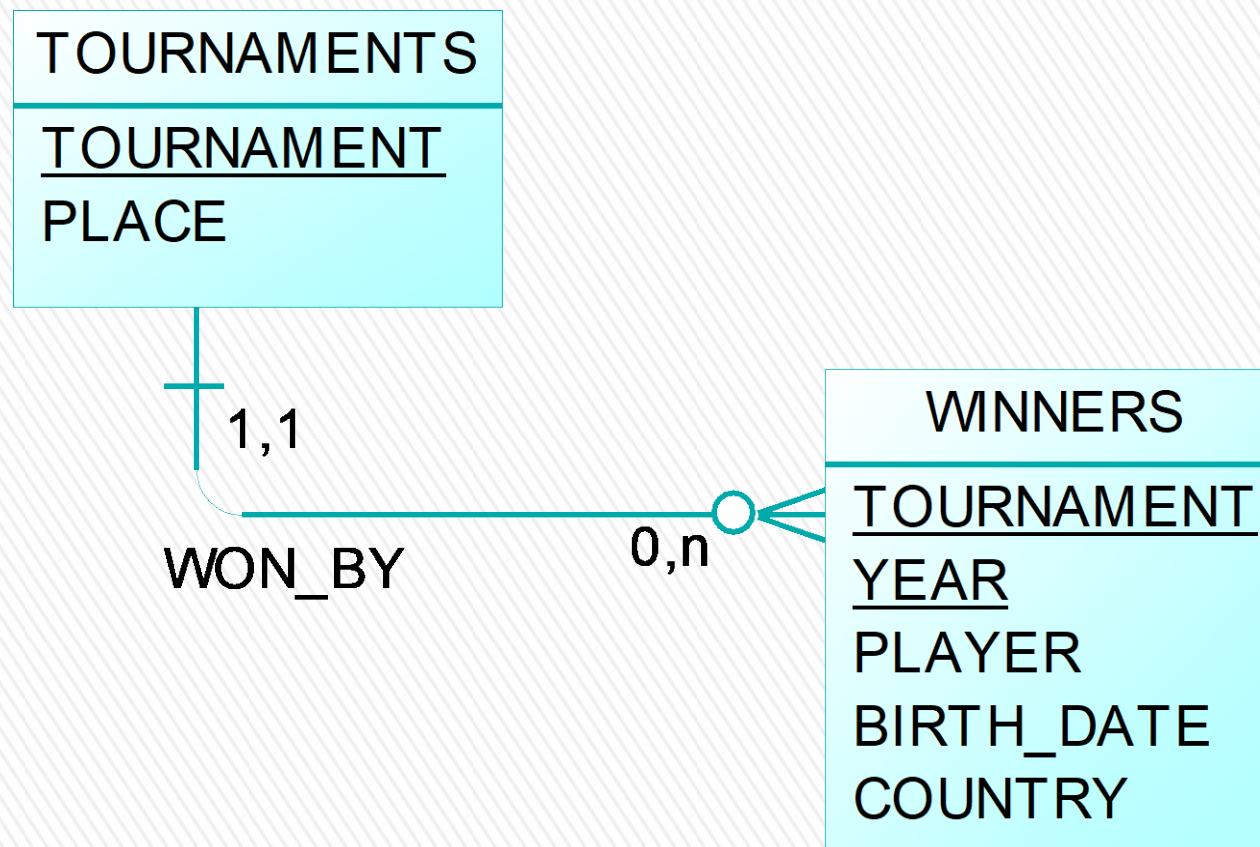 TOURNAMENTS
TOURNAMENT
PLACE
1,1
WON_BY
0,n
WINNERS
TOURNAMENT
YEAR
PLAYER
BIRTH_DATE
COUNTRY